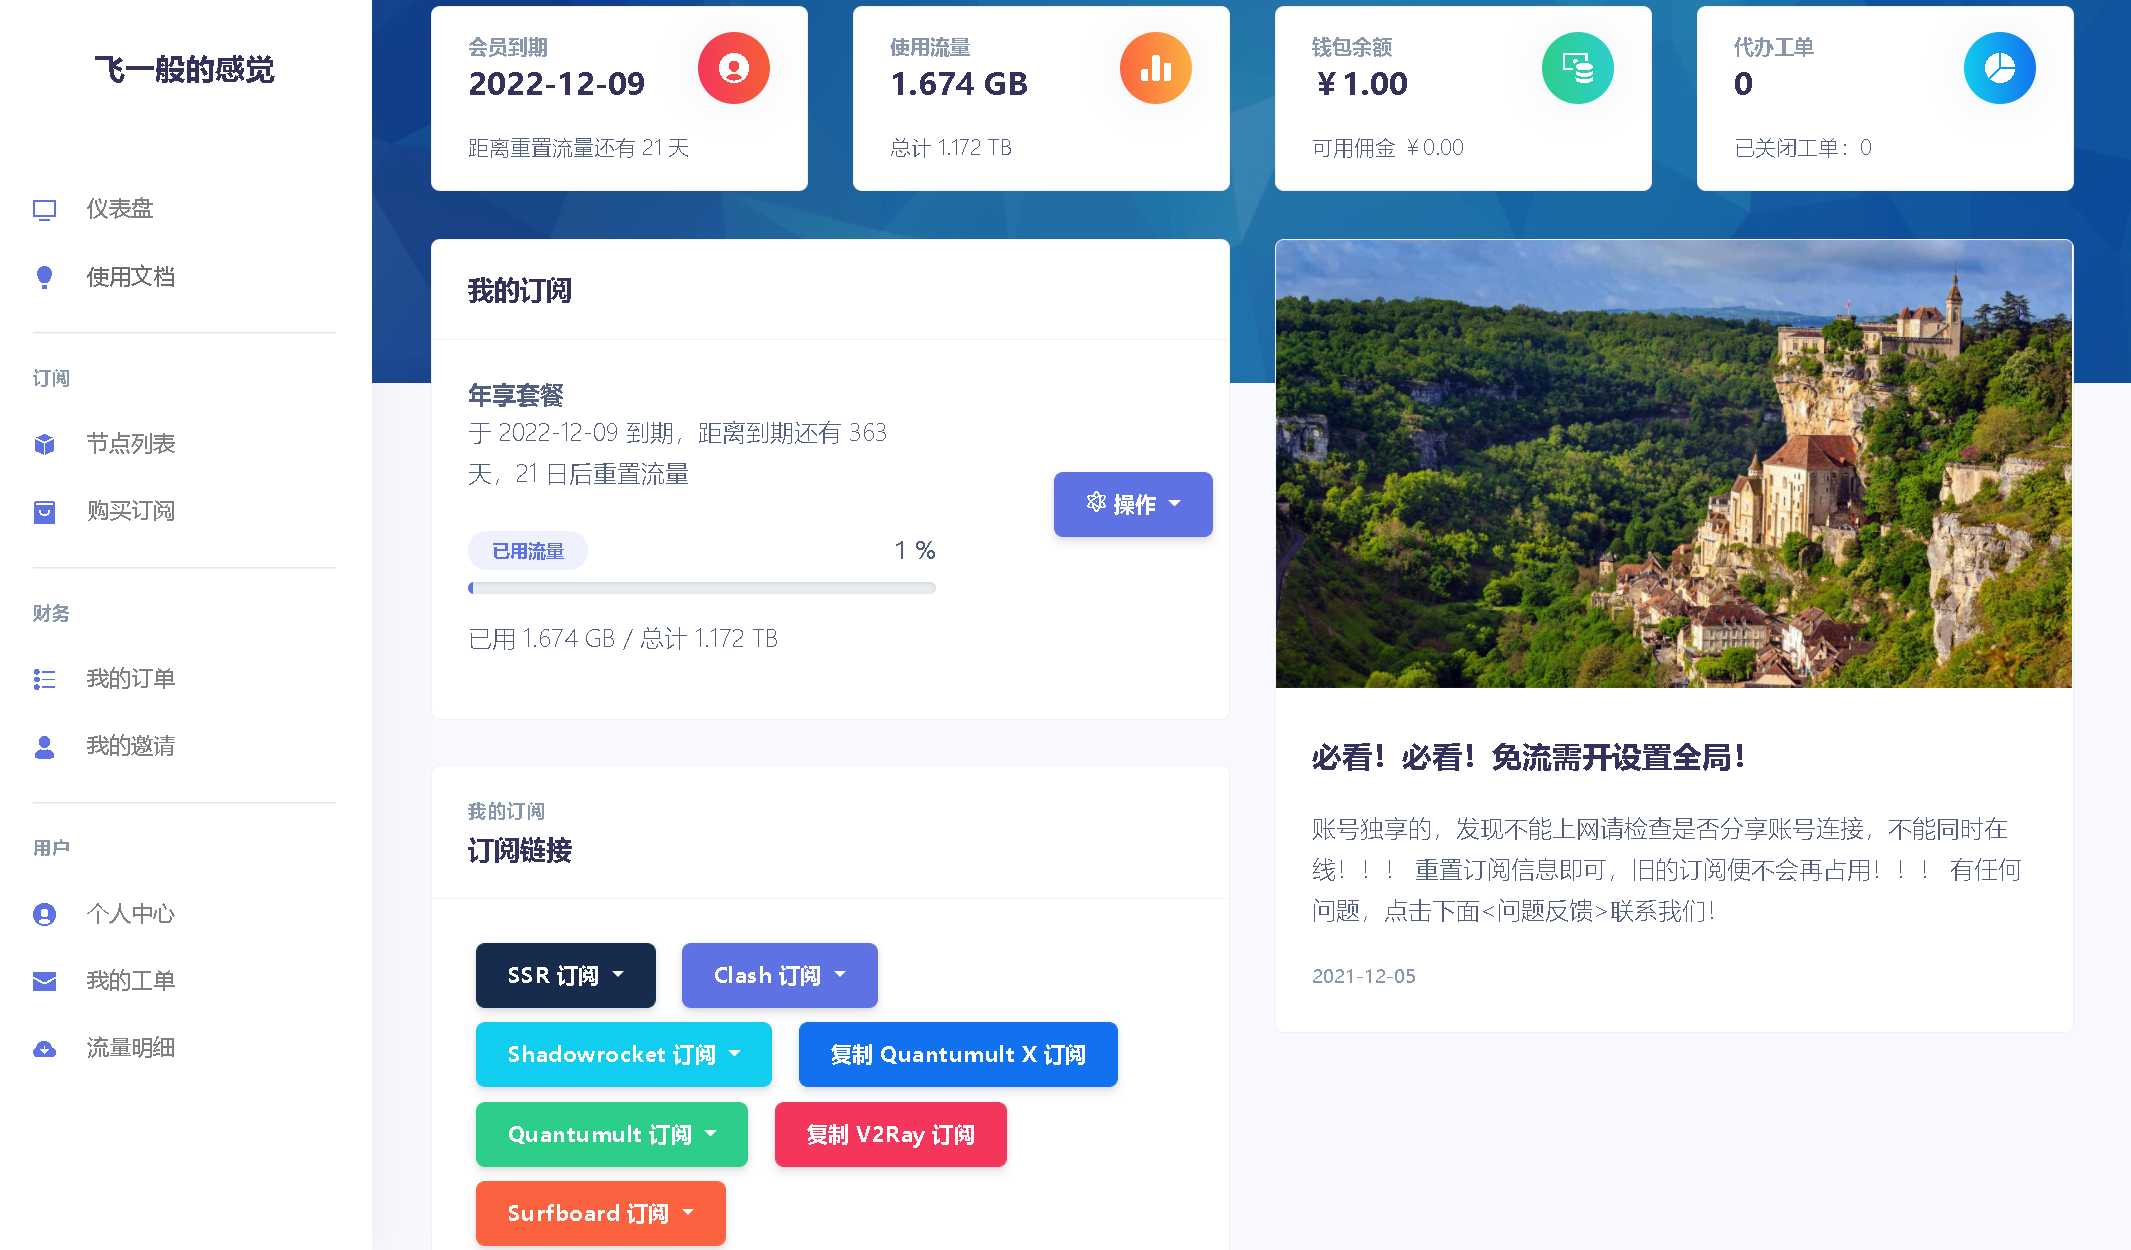 飞一般的感觉
仪表盘
使用文档
订阅
节点列表
购买订阅
财务
我的订单
我的邀请
用户
个人中心
我的工单
流量明细
会员到期
2022-12-09
距离重置流量还有 21 天
使用流量
1.674 GB
总计 1.172 TB
钱包余额
￥1.00
可用佣金 ￥0.00
代办工单
0
已关闭工单：0
我的订阅
年享套餐
于 2022-12-09 到期，距离到期还有 363
天，21 日后重置流量
操作
已用流量
1 %
已用 1.674 GB / 总计 1.172 TB
我的订阅
订阅链接
SSR 订阅
Clash 订阅
Shadowrocket 订阅
复制 Quantumult X 订阅
Quantumult 订阅
复制 V2Ray 订阅
Surfboard 订阅
必看！必看！免流需开设置全局！
账号独享的，发现不能上网请检查是否分享账号连接，不能同时在
线！！！ 重置订阅信息即可，旧的订阅便不会再占用！！！ 有任何
问题，点击下面<问题反馈>联系我们！
2021-12-05